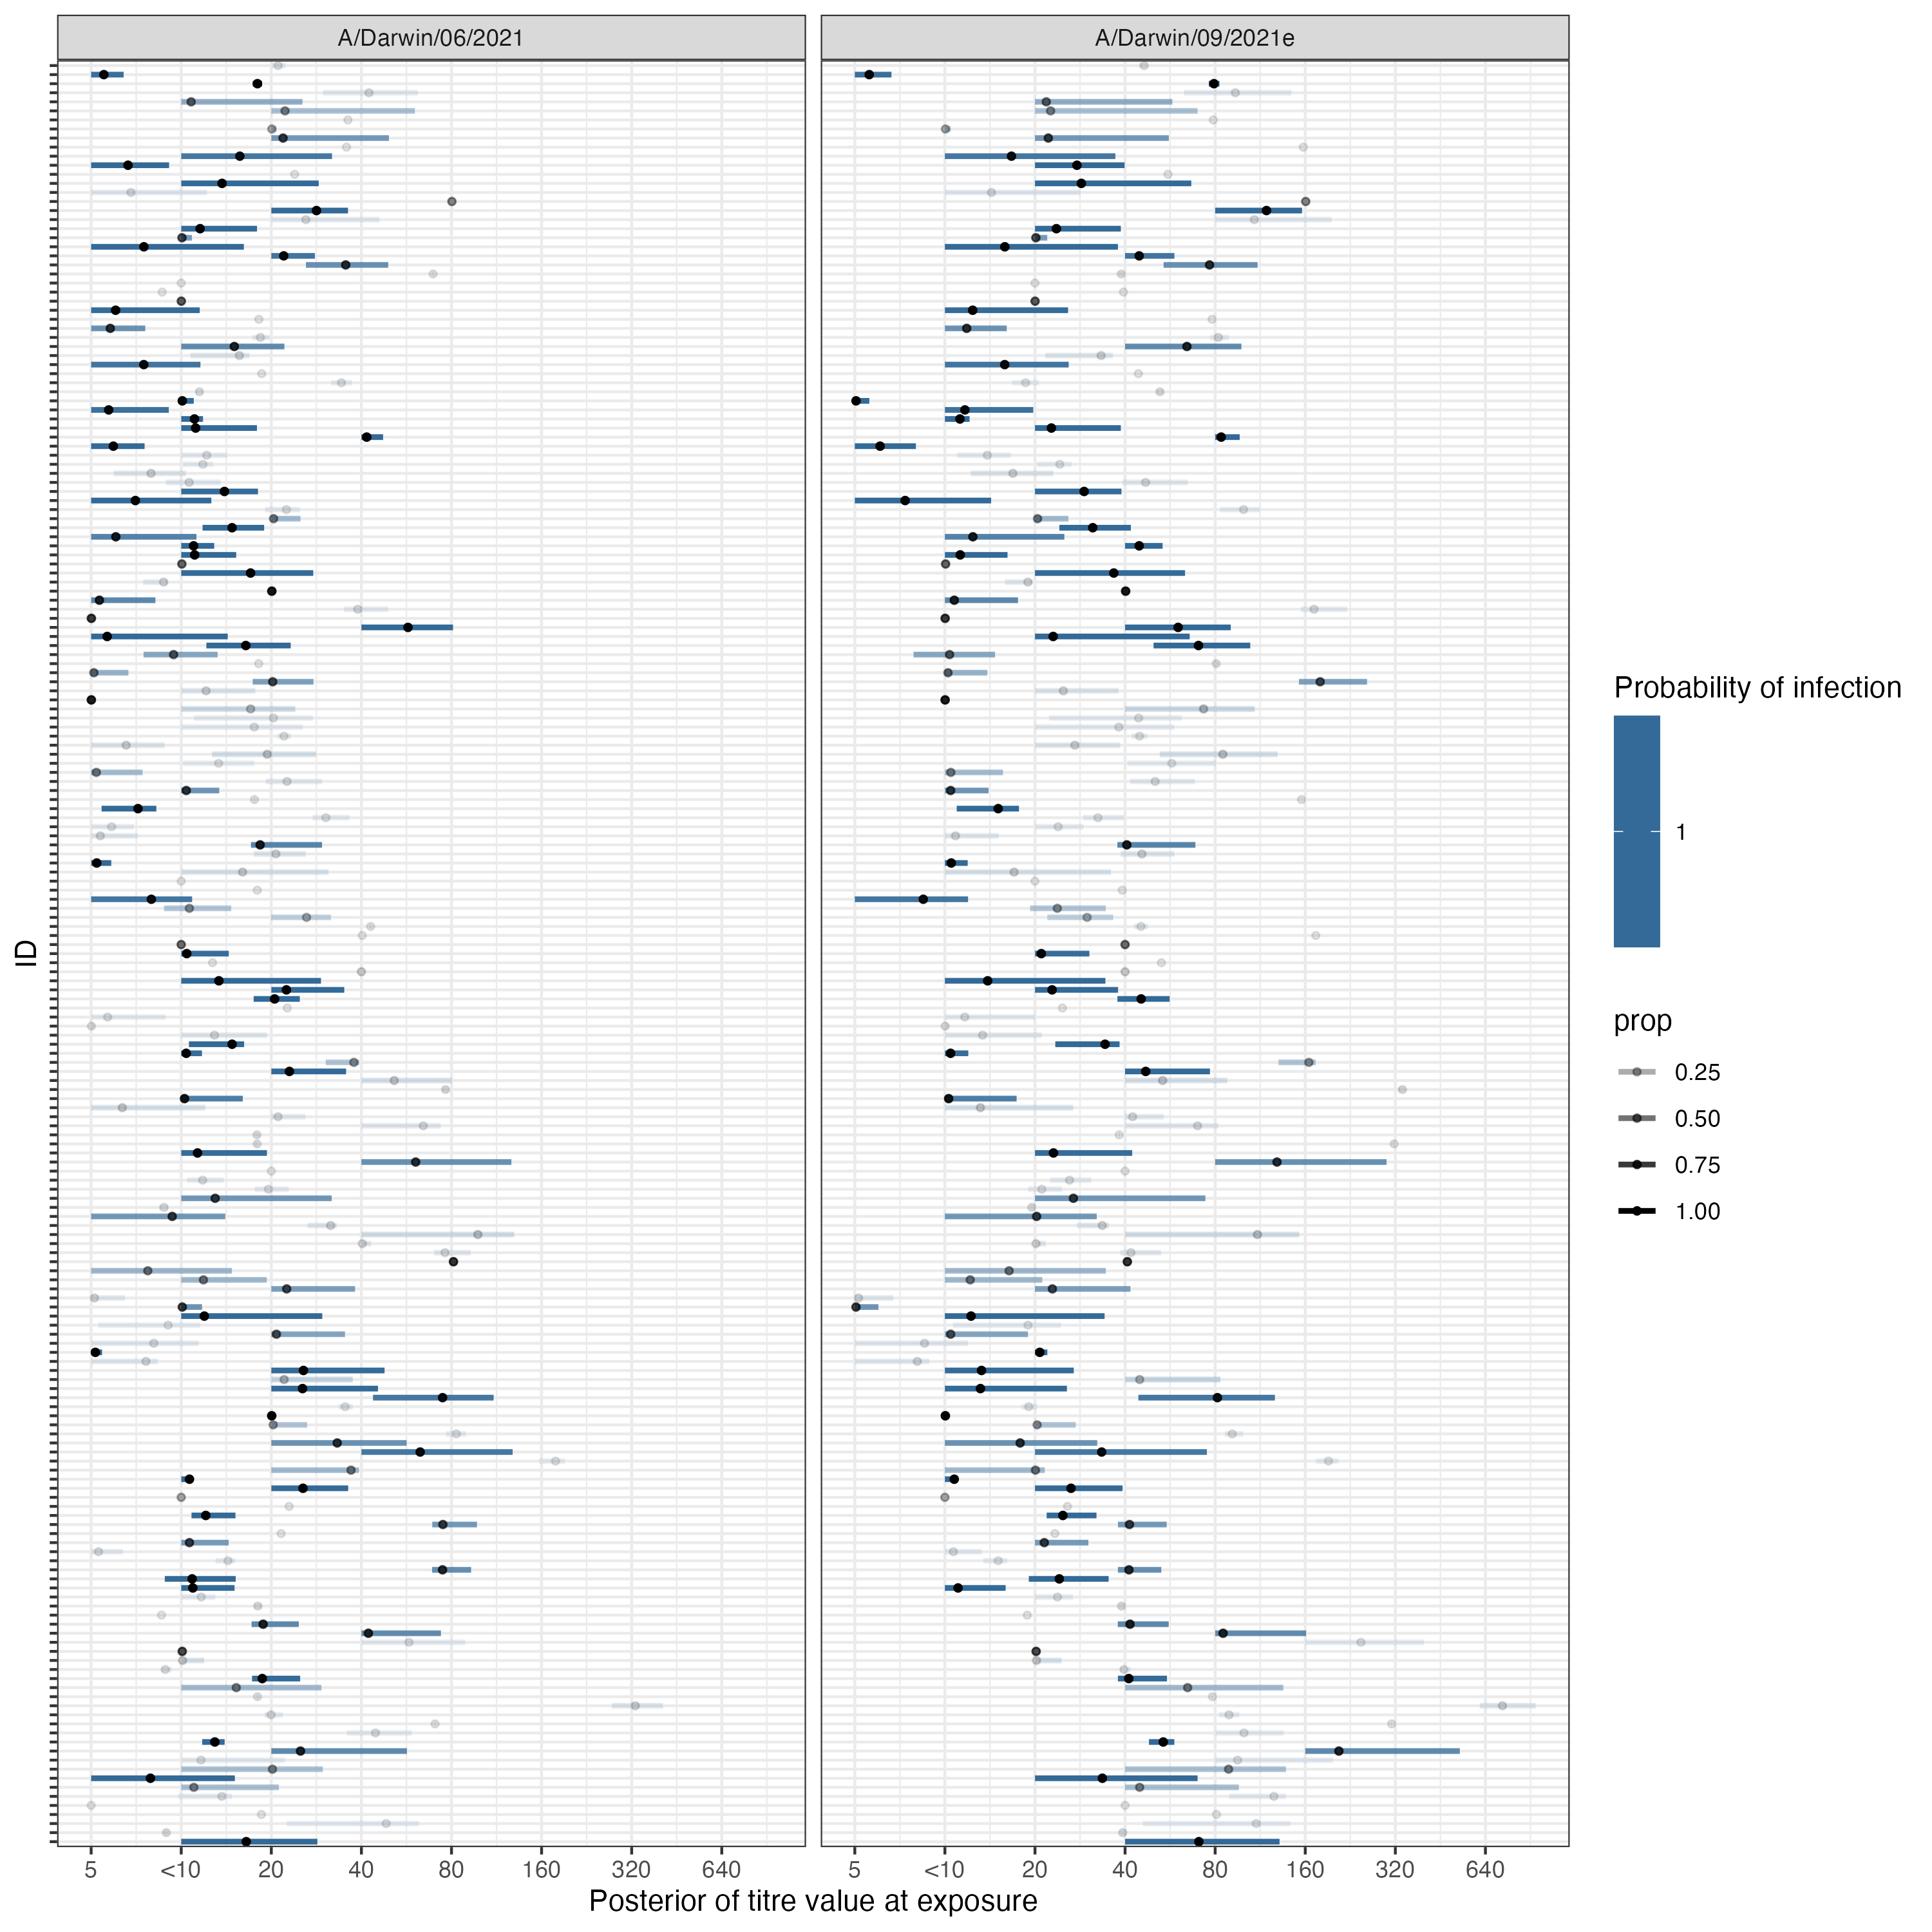 A/Darwin/06/2021
A/Darwin/09/2021e
ID
5 <10 20 40 80 160 320 640
5 <10 20 40 80 160 320 640
Posterior of titre value at exposure
Probability of infection
1
prop
0.25
0.50
0.75
1.00